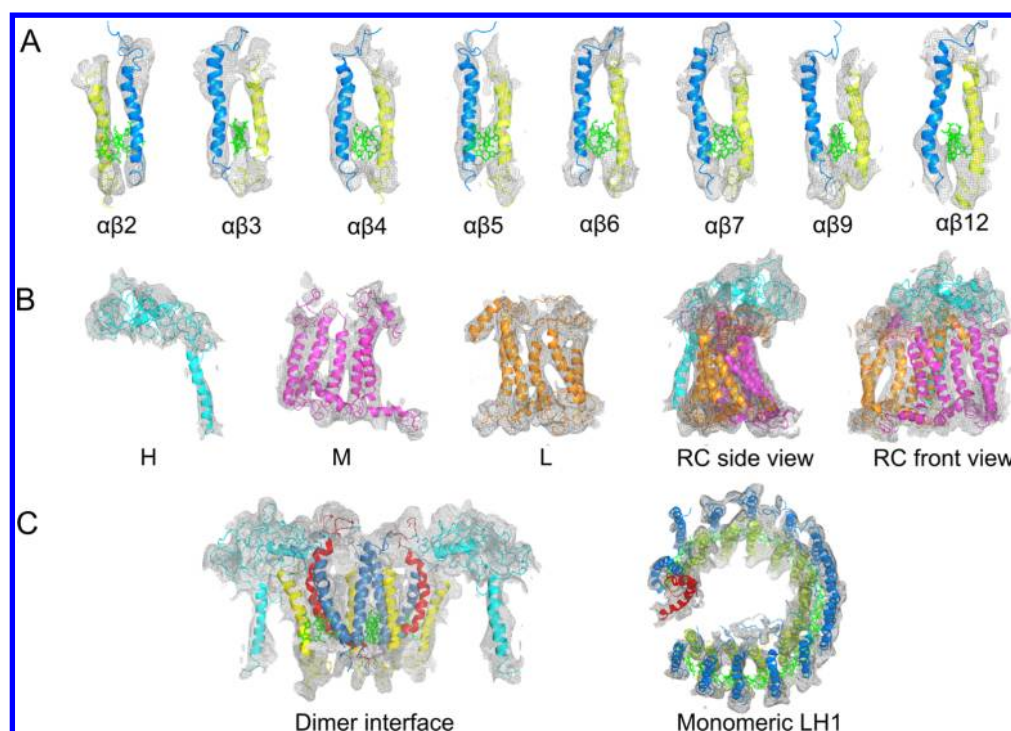 A
αβ2 αβ3 αβ4 αβ5 αβ6 αβ7 αβ9 αβ12
B
H M L RC side view RC front view
C
Dimer interface Monomeric LH1